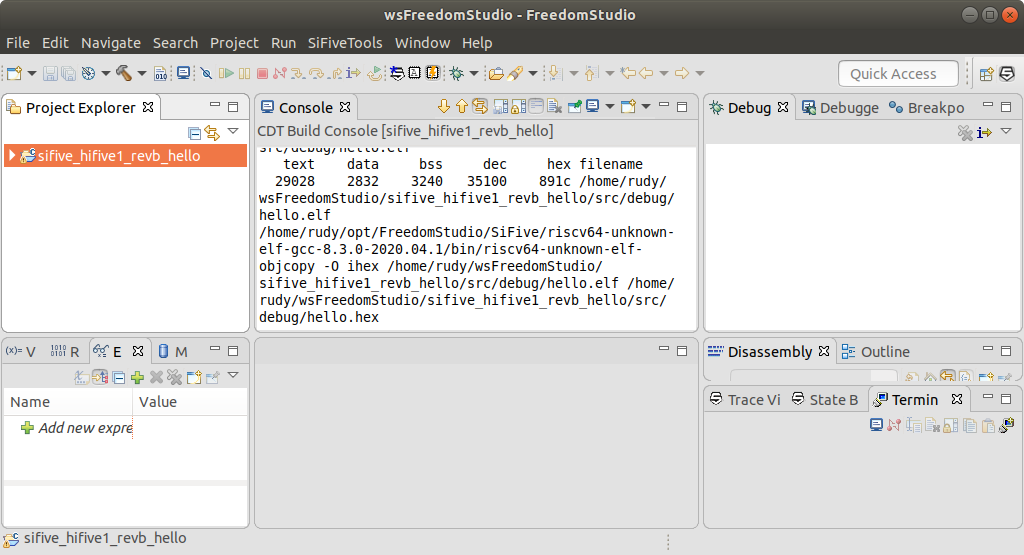 wsFreedomStudio - FreedomStudio
File Edit Navigate Search Project Run SiFiveTools Window Help
Quick Access
Project Explorer
sifive_hifive1_revb_hello
Console
CDT Build Console [sifive_hifive1_revb_hello]
src/debug/hello.elf
text data bss dec hex filename
29028 2832 3240 35100 891c /home/rudy/
wsFreedomStudio/sifive_hifive1_revb_hello/src/debug/
hello.elf
/home/rudy/opt/FreedomStudio/SiFive/riscv64-unknown-
elf-gcc-8.3.0-2020.04.1/bin/riscv64-unknown-elf-
objcopy -O ihex /home/rudy/wsFreedomStudio/
sifive_hifive1_revb_hello/src/debug/hello.elf /home/
rudy/wsFreedomStudio/sifive_hifive1_revb_hello/src/
debug/hello.hex
Debug Debugge Breakpo
(x)= V 1010 0101 R E M
Name Value
Add new expre
Disassembly Outline
Trace Vi State B Termin
sifive_hifive1_revb_hello